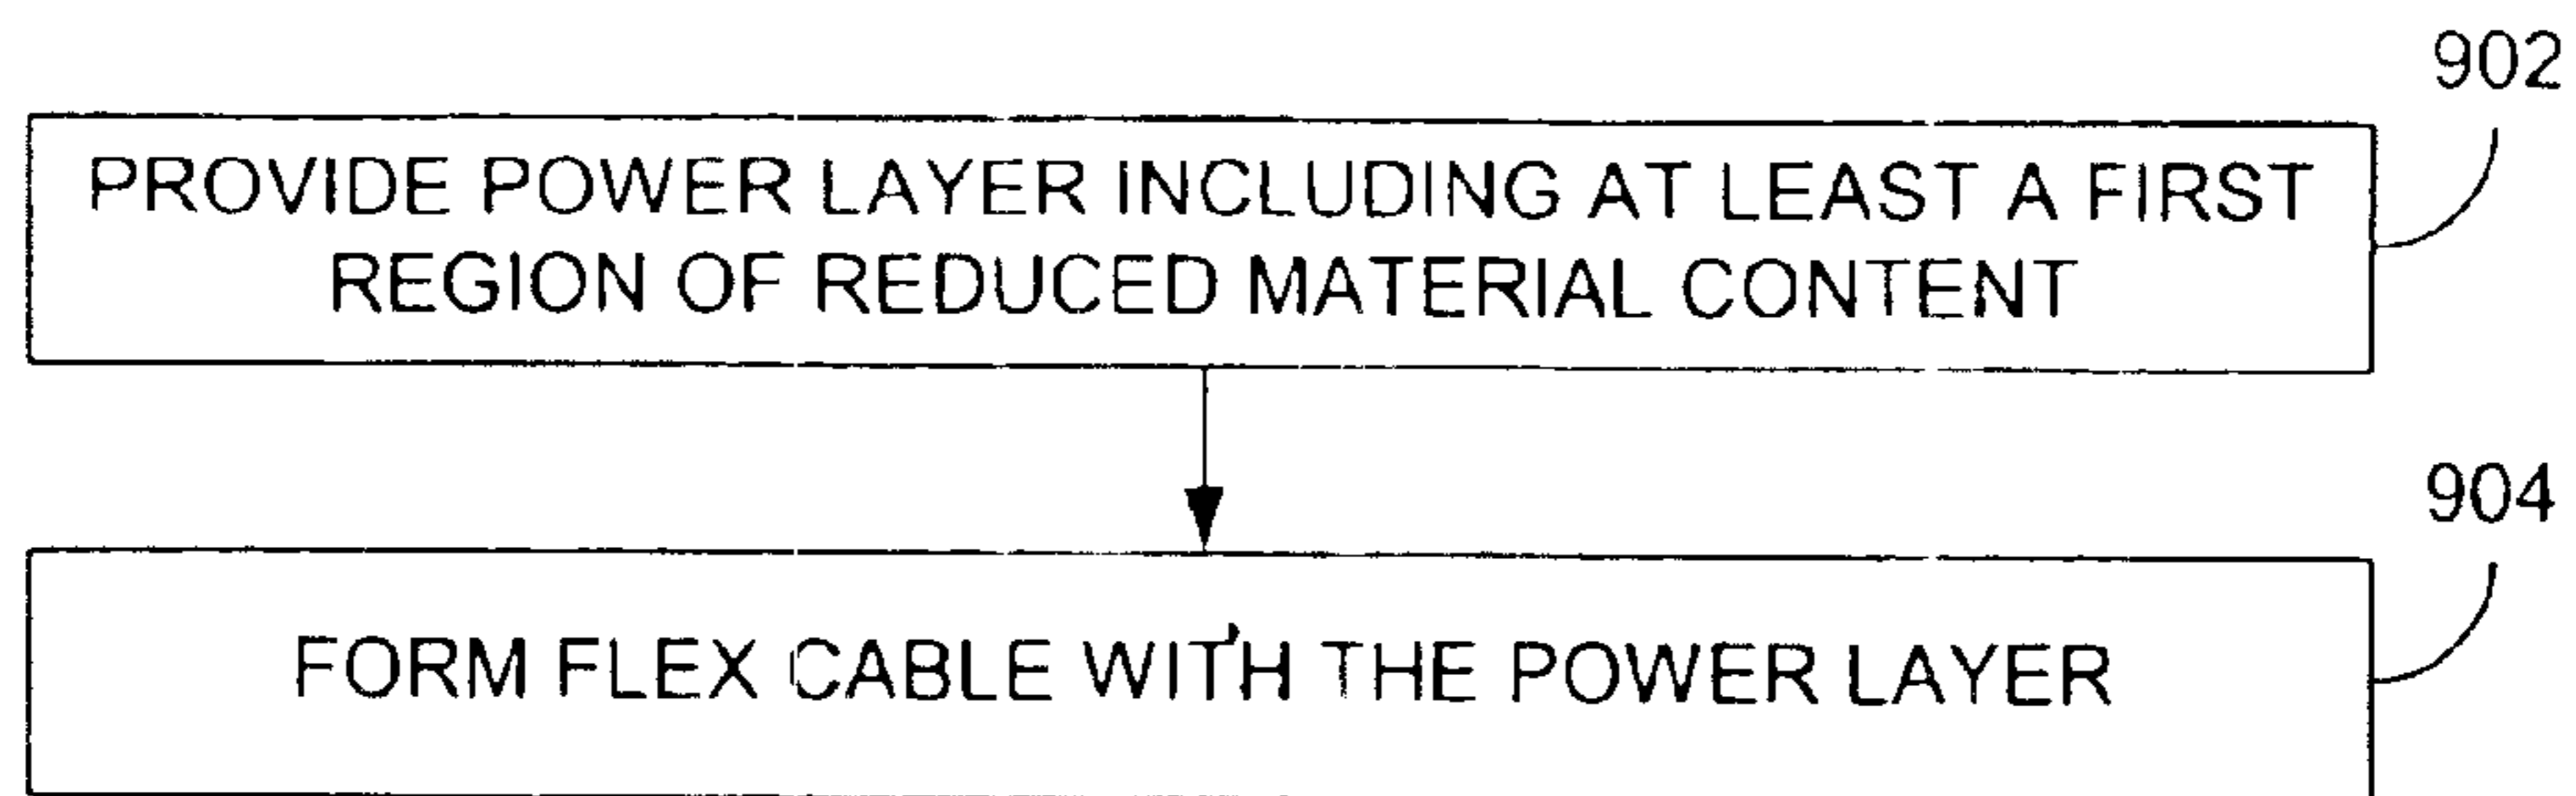 902
PROVIDE POWER LAYER INCLUDING AT LEAST A FIRST
REGION OF REDUCED MATERIAL CONTENT
904
FORM FLEX CABLE WITH THE POWER LAYER